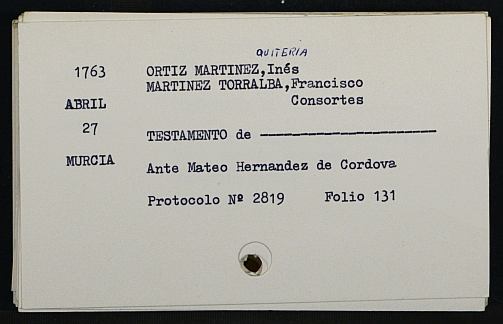 QUITERIA
1763 ORTIZ MARTINEZ,Inés
MARTINEZ TORRALBA,Francisco
ABRIL Consortes
27
TESTAMENTO de ----------------------
MURCIA
Ante Mateo Hernandez de Cordova
Protocolo Nº 2819 Folio 131